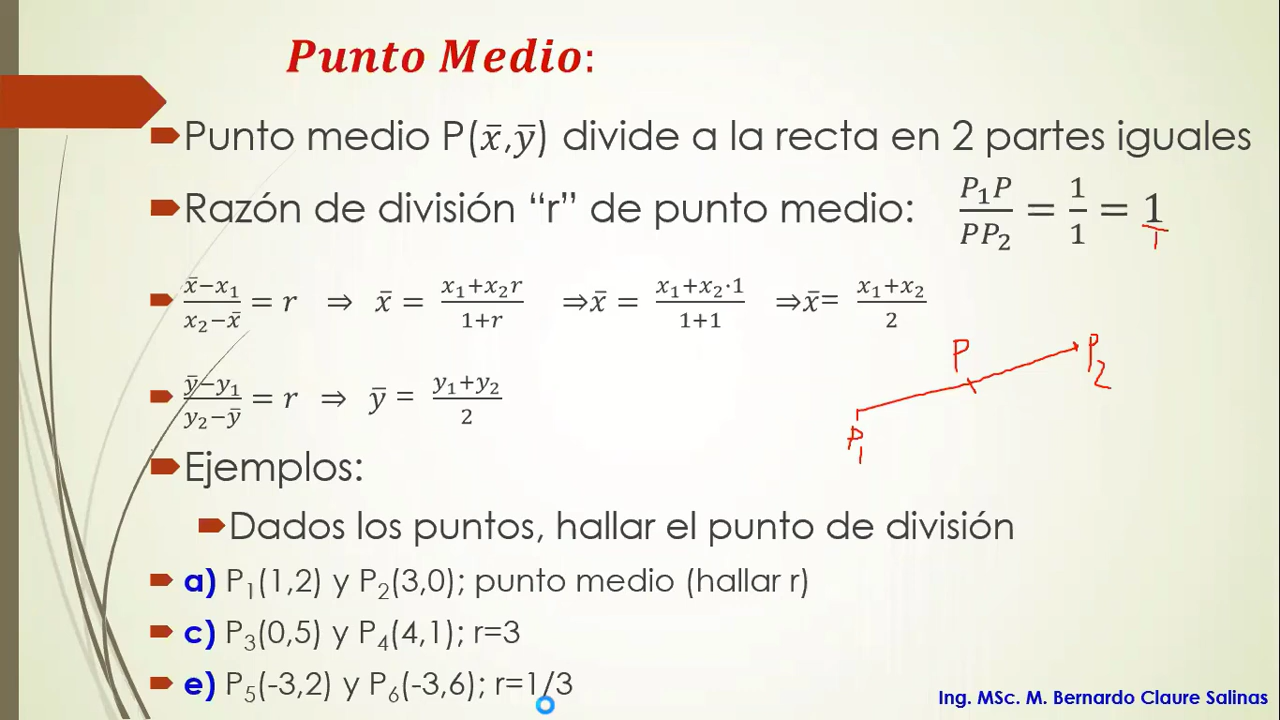 Punto Medio:
Punto medio P(x̄,ȳ) divide a la recta en 2 partes iguales
Razón de división “r” de punto medio: P₁P/PP₂ = 1/1 = 1/1
(x̄−x₁)/(x₂−x̄) = r ⇒ x̄ = (x₁+x₂r)/(1+r) ⇒x̄ = (x₁+x₂·1)/(1+1) ⇒x̄= (x₁+x₂)/2
P P₂
(ȳ−y₁)/(y₂−ȳ) = r ⇒ ȳ = (y₁+y₂)/2
P₁
Ejemplos:
Dados los puntos, hallar el punto de división
a) P₁(1,2) y P₂(3,0); punto medio (hallar r)
c) P₃(0,5) y P₄(4,1); r=3
e) P₅(-3,2) y P₆(-3,6); r=1/3
Ing. MSc. M. Bernardo Claure Salinas